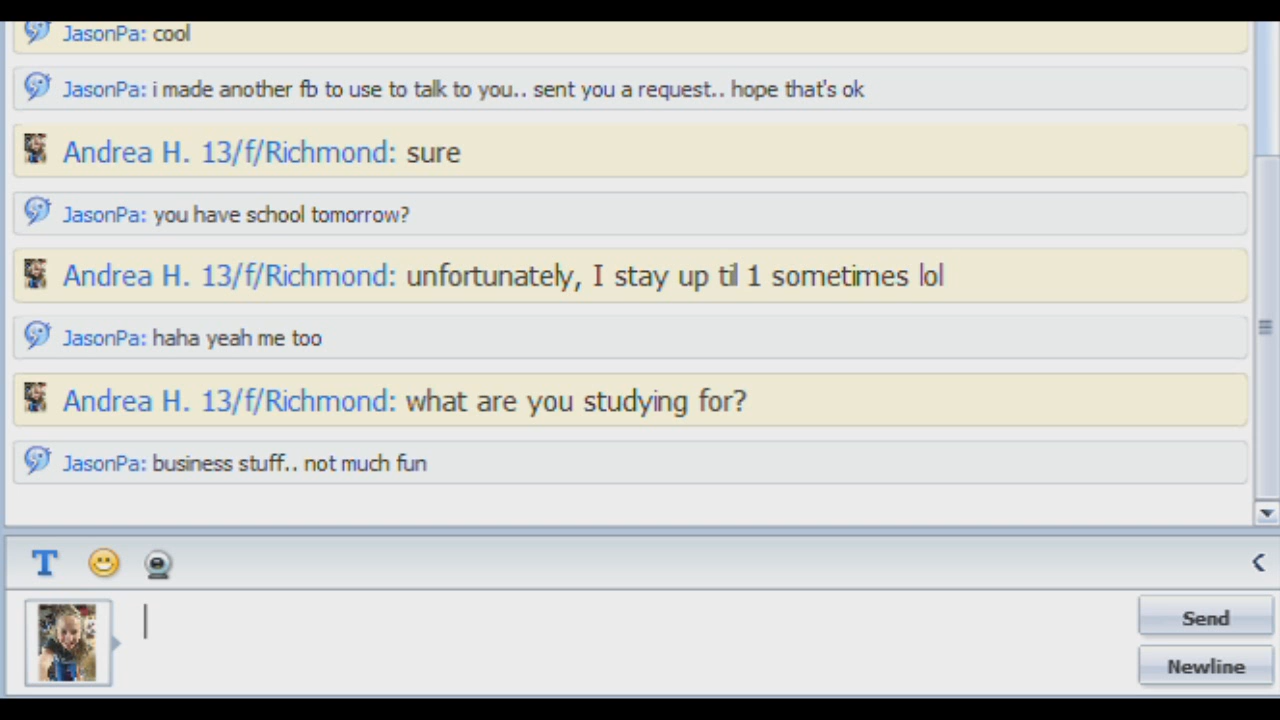 JasonPa: cool
JasonPa: i made another fb to use to talk to you.. sent you a request.. hope that's ok
Andrea H. 13/f/Richmond: sure
JasonPa: you have school tomorrow?
Andrea H. 13/f/Richmond: unfortunately, I stay up til 1 sometimes lol
JasonPa: haha yeah me too
Andrea H. 13/f/Richmond: what are you studying for?
JasonPa: business stuff.. not much fun
T
Send
Newline